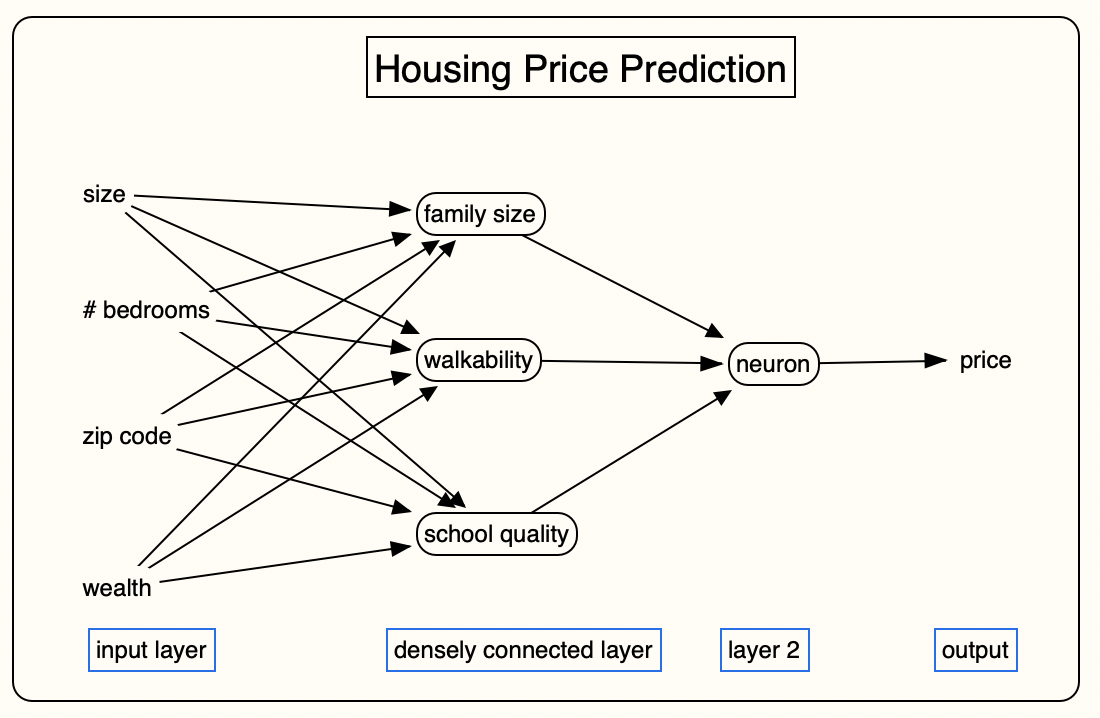 Housing Price Prediction
size
family size
# bedrooms
walkability
neuron
price
zip code
school quality
wealth
input layer
densely connected layer
layer 2
output